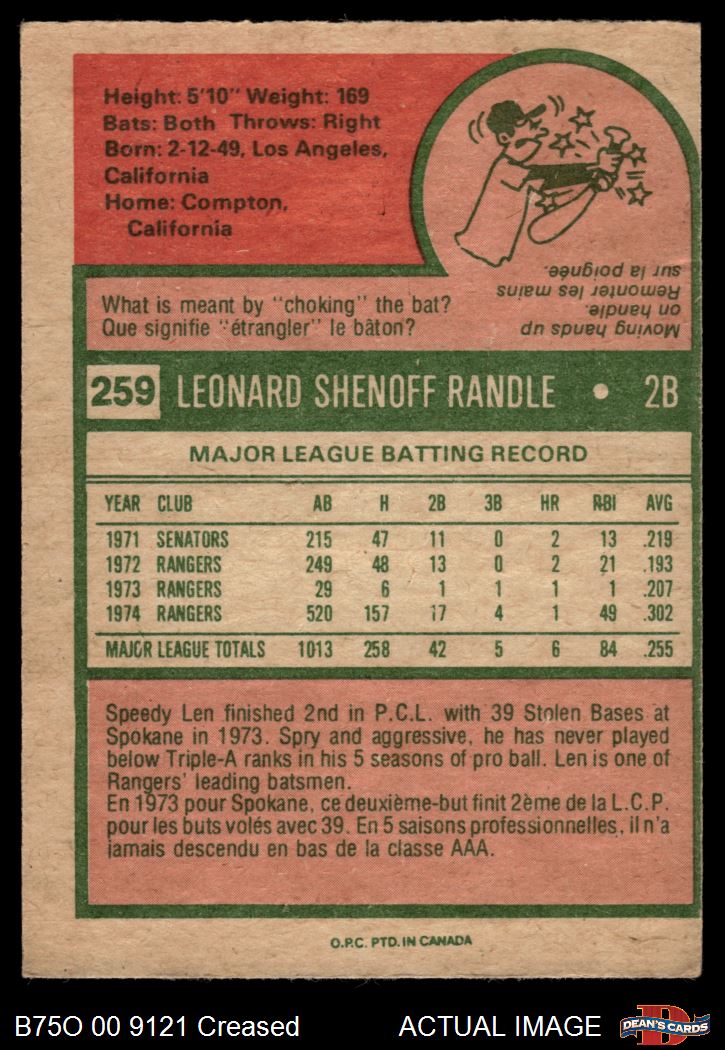 Height: 5'10" Weight: 169
Bats: Both Throws: Right
Born: 2-12-49, Los Angeles,
California
Home: Compton,
California
What is meant by "choking" the bat?
Que signifie "étrangler" le bâton?
Moving hands up
on handle.
Remonter les mains
sur la poignée.
259 LEONARD SHENOFF RANDLE • 2B
MAJOR LEAGUE BATTING RECORD
YEAR CLUB AB H 2B 3B HR RBI AVG
1971 SENATORS 215 47 11 0 2 13 .219
1972 RANGERS 249 48 13 0 2 21 .193
1973 RANGERS 29 6 1 1 1 1 .207
1974 RANGERS 520 157 17 4 1 49 .302
MAJOR LEAGUE TOTALS 1013 258 42 5 6 84 .255
Speedy Len finished 2nd in P.C.L. with 39 Stolen Bases at
Spokane in 1973. Spry and aggressive, he has never played
below Triple-A ranks in his 5 seasons of pro ball. Len is one of
Rangers' leading batsmen.
En 1973 pour Spokane, ce deuxième-but finit 2ème de la L.C.P.
pour les buts volés avec 39. En 5 saisons professionnelles, il n'a
jamais descendu en bas de la classe AAA.
O.P.C. PTD. IN CANADA
B75O 00 9121 Creased ACTUAL IMAGE
D
DEAN'S CARDS